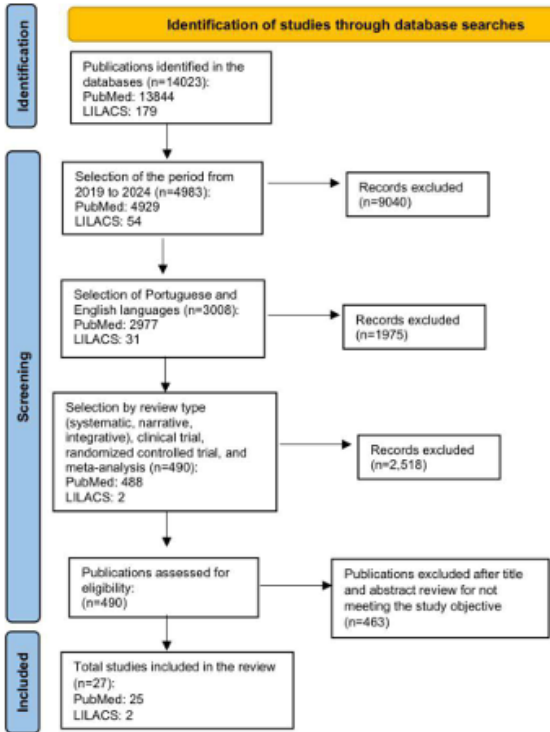 Identification of studies through database searches
Identification
Publications identified in the
databases (n=14023):
PubMed: 13844
LILACS: 179
Screening
Selection of the period from
2019 to 2024 (n=4983):
PubMed: 4929
LILACS: 54
Records excluded
(n=9040)
Selection of Portuguese and
English languages (n=3008):
PubMed: 2977
LILACS: 31
Records excluded
(n=1975)
Selection by review type
(systematic, narrative,
integrative), clinical trial,
randomized controlled trial, and
meta-analysis (n=490):
PubMed: 488
LILACS: 2
Records excluded
(n=2,518)
Publications assessed for
eligibility:
(n=490)
Publications excluded after title
and abstract review for not
meeting the study objective
(n=463)
Included
Total studies included in the review
(n=27):
PubMed: 25
LILACS: 2